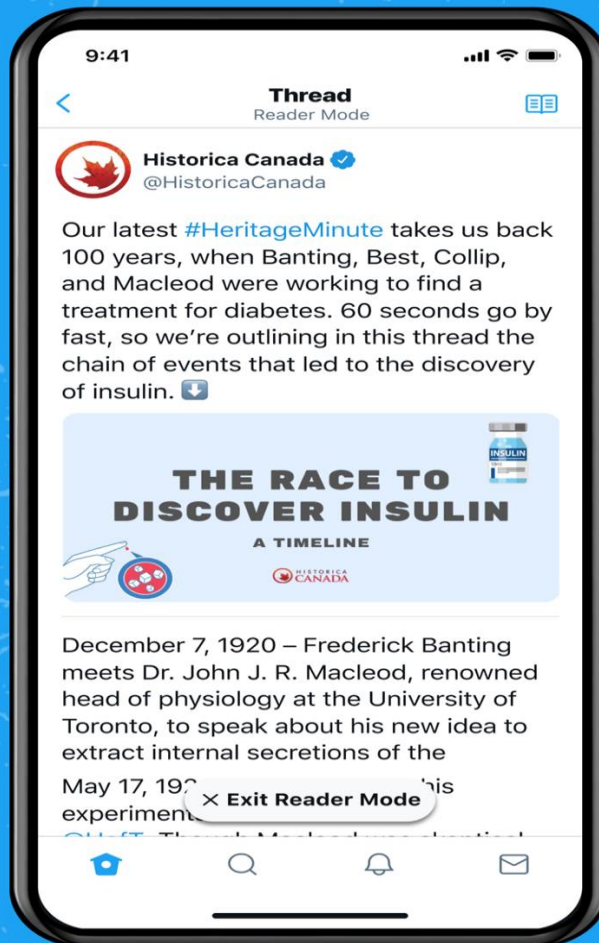 9:41
Thread
Reader Mode
Historica Canada
@HistoricaCanada
Our latest #HeritageMinute takes us back
100 years, when Banting, Best, Collip,
and Macleod were working to find a
treatment for diabetes. 60 seconds go by
fast, so we’re outlining in this thread the
chain of events that led to the discovery
of insulin.
INSULIN
THE RACE TO
DISCOVER INSULIN
A TIMELINE
HISTORICA
CANADA
December 7, 1920 – Frederick Banting
meets Dr. John J. R. Macleod, renowned
head of physiology at the University of
Toronto, to speak about his new idea to
extract internal secretions of the
May 17, 192
× Exit Reader Mode